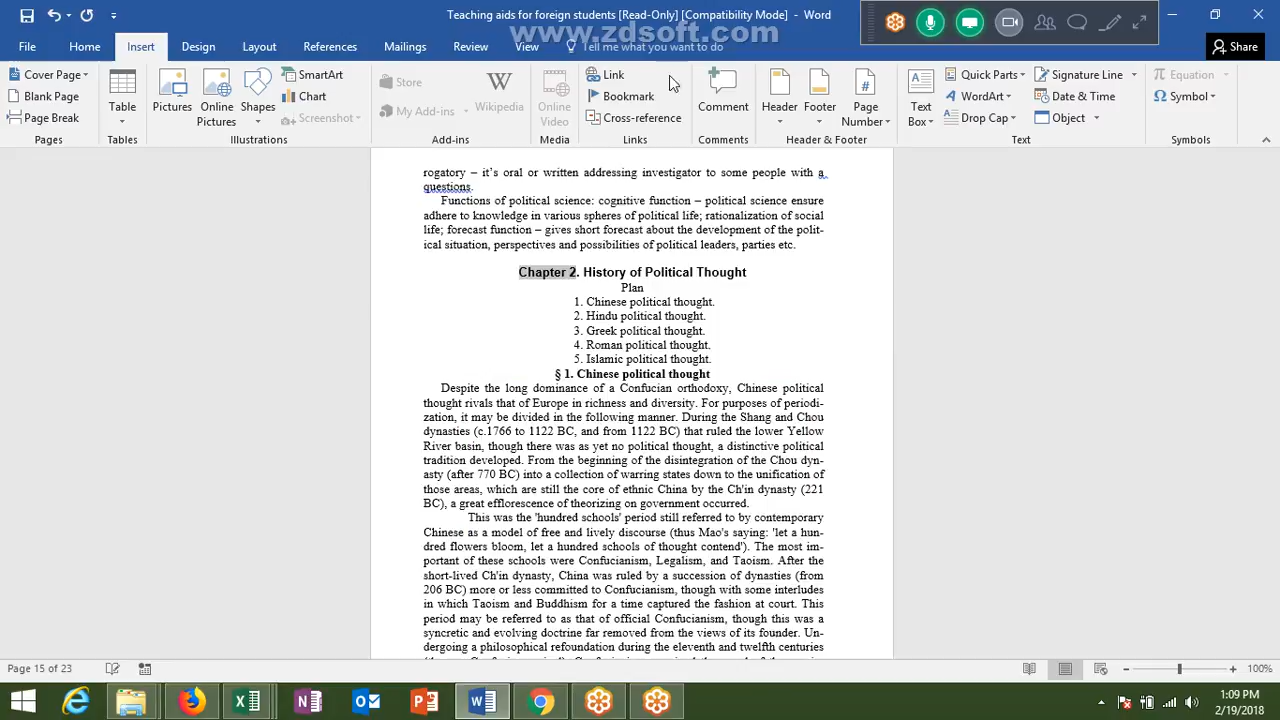 Teaching aids for foreign students [Read-Only] [Compatibility Mode] - Word
www.zdsoft.com
File Home Insert Design Layout References Mailings Review View Tell me what you want to do Share
Cover Page
Blank Page
Page Break
Pages
Table
Tables
Pictures
Online Pictures
Shapes
SmartArt
Chart
Screenshot
Illustrations
Store
My Add-ins
Wikipedia
Add-ins
Online Video
Media
Link
Bookmark
Cross-reference
Links
Comment
Comments
Header
Footer
Page Number
Header & Footer
Text Box
Quick Parts
WordArt
Drop Cap
Signature Line
Date & Time
Object
Text
Equation
Symbol
Symbols
rogatory – it's oral or written addressing investigator to some people with a
questions.
Functions of political science: cognitive function – political science ensure
adhere to knowledge in various spheres of political life; rationalization of social
life; forecast function – gives short forecast about the development of the polit-
ical situation, perspectives and possibilities of political leaders, parties etc.
Chapter 2. History of Political Thought
Plan
1. Chinese political thought.
2. Hindu political thought.
3. Greek political thought.
4. Roman political thought.
5. Islamic political thought.
§ 1. Chinese political thought
Despite the long dominance of a Confucian orthodoxy, Chinese political
thought rivals that of Europe in richness and diversity. For purposes of periodi-
zation, it may be divided in the following manner. During the Shang and Chou
dynasties (c.1766 to 1122 BC, and from 1122 BC) that ruled the lower Yellow
River basin, though there was as yet no political thought, a distinctive political
tradition developed. From the beginning of the disintegration of the Chou dyn-
asty (after 770 BC) into a collection of warring states down to the unification of
those areas, which are still the core of ethnic China by the Ch'in dynasty (221
BC), a great efflorescence of theorizing on government occurred.
This was the 'hundred schools' period still referred to by contemporary
Chinese as a model of free and lively discourse (thus Mao's saying: 'let a hun-
dred flowers bloom, let a hundred schools of thought contend'). The most im-
portant of these schools were Confucianism, Legalism, and Taoism. After the
short-lived Ch'in dynasty, China was ruled by a succession of dynasties (from
206 BC) more or less committed to Confucianism, though with some interludes
in which Taoism and Buddhism for a time captured the fashion at court. This
period may be referred to as that of official Confucianism, though this was a
syncretic and evolving doctrine far removed from the views of its founder. Un-
dergoing a philosophical refoundation during the eleventh and twelfth centuries
Page 15 of 23
100%
1:09 PM
2/19/2018